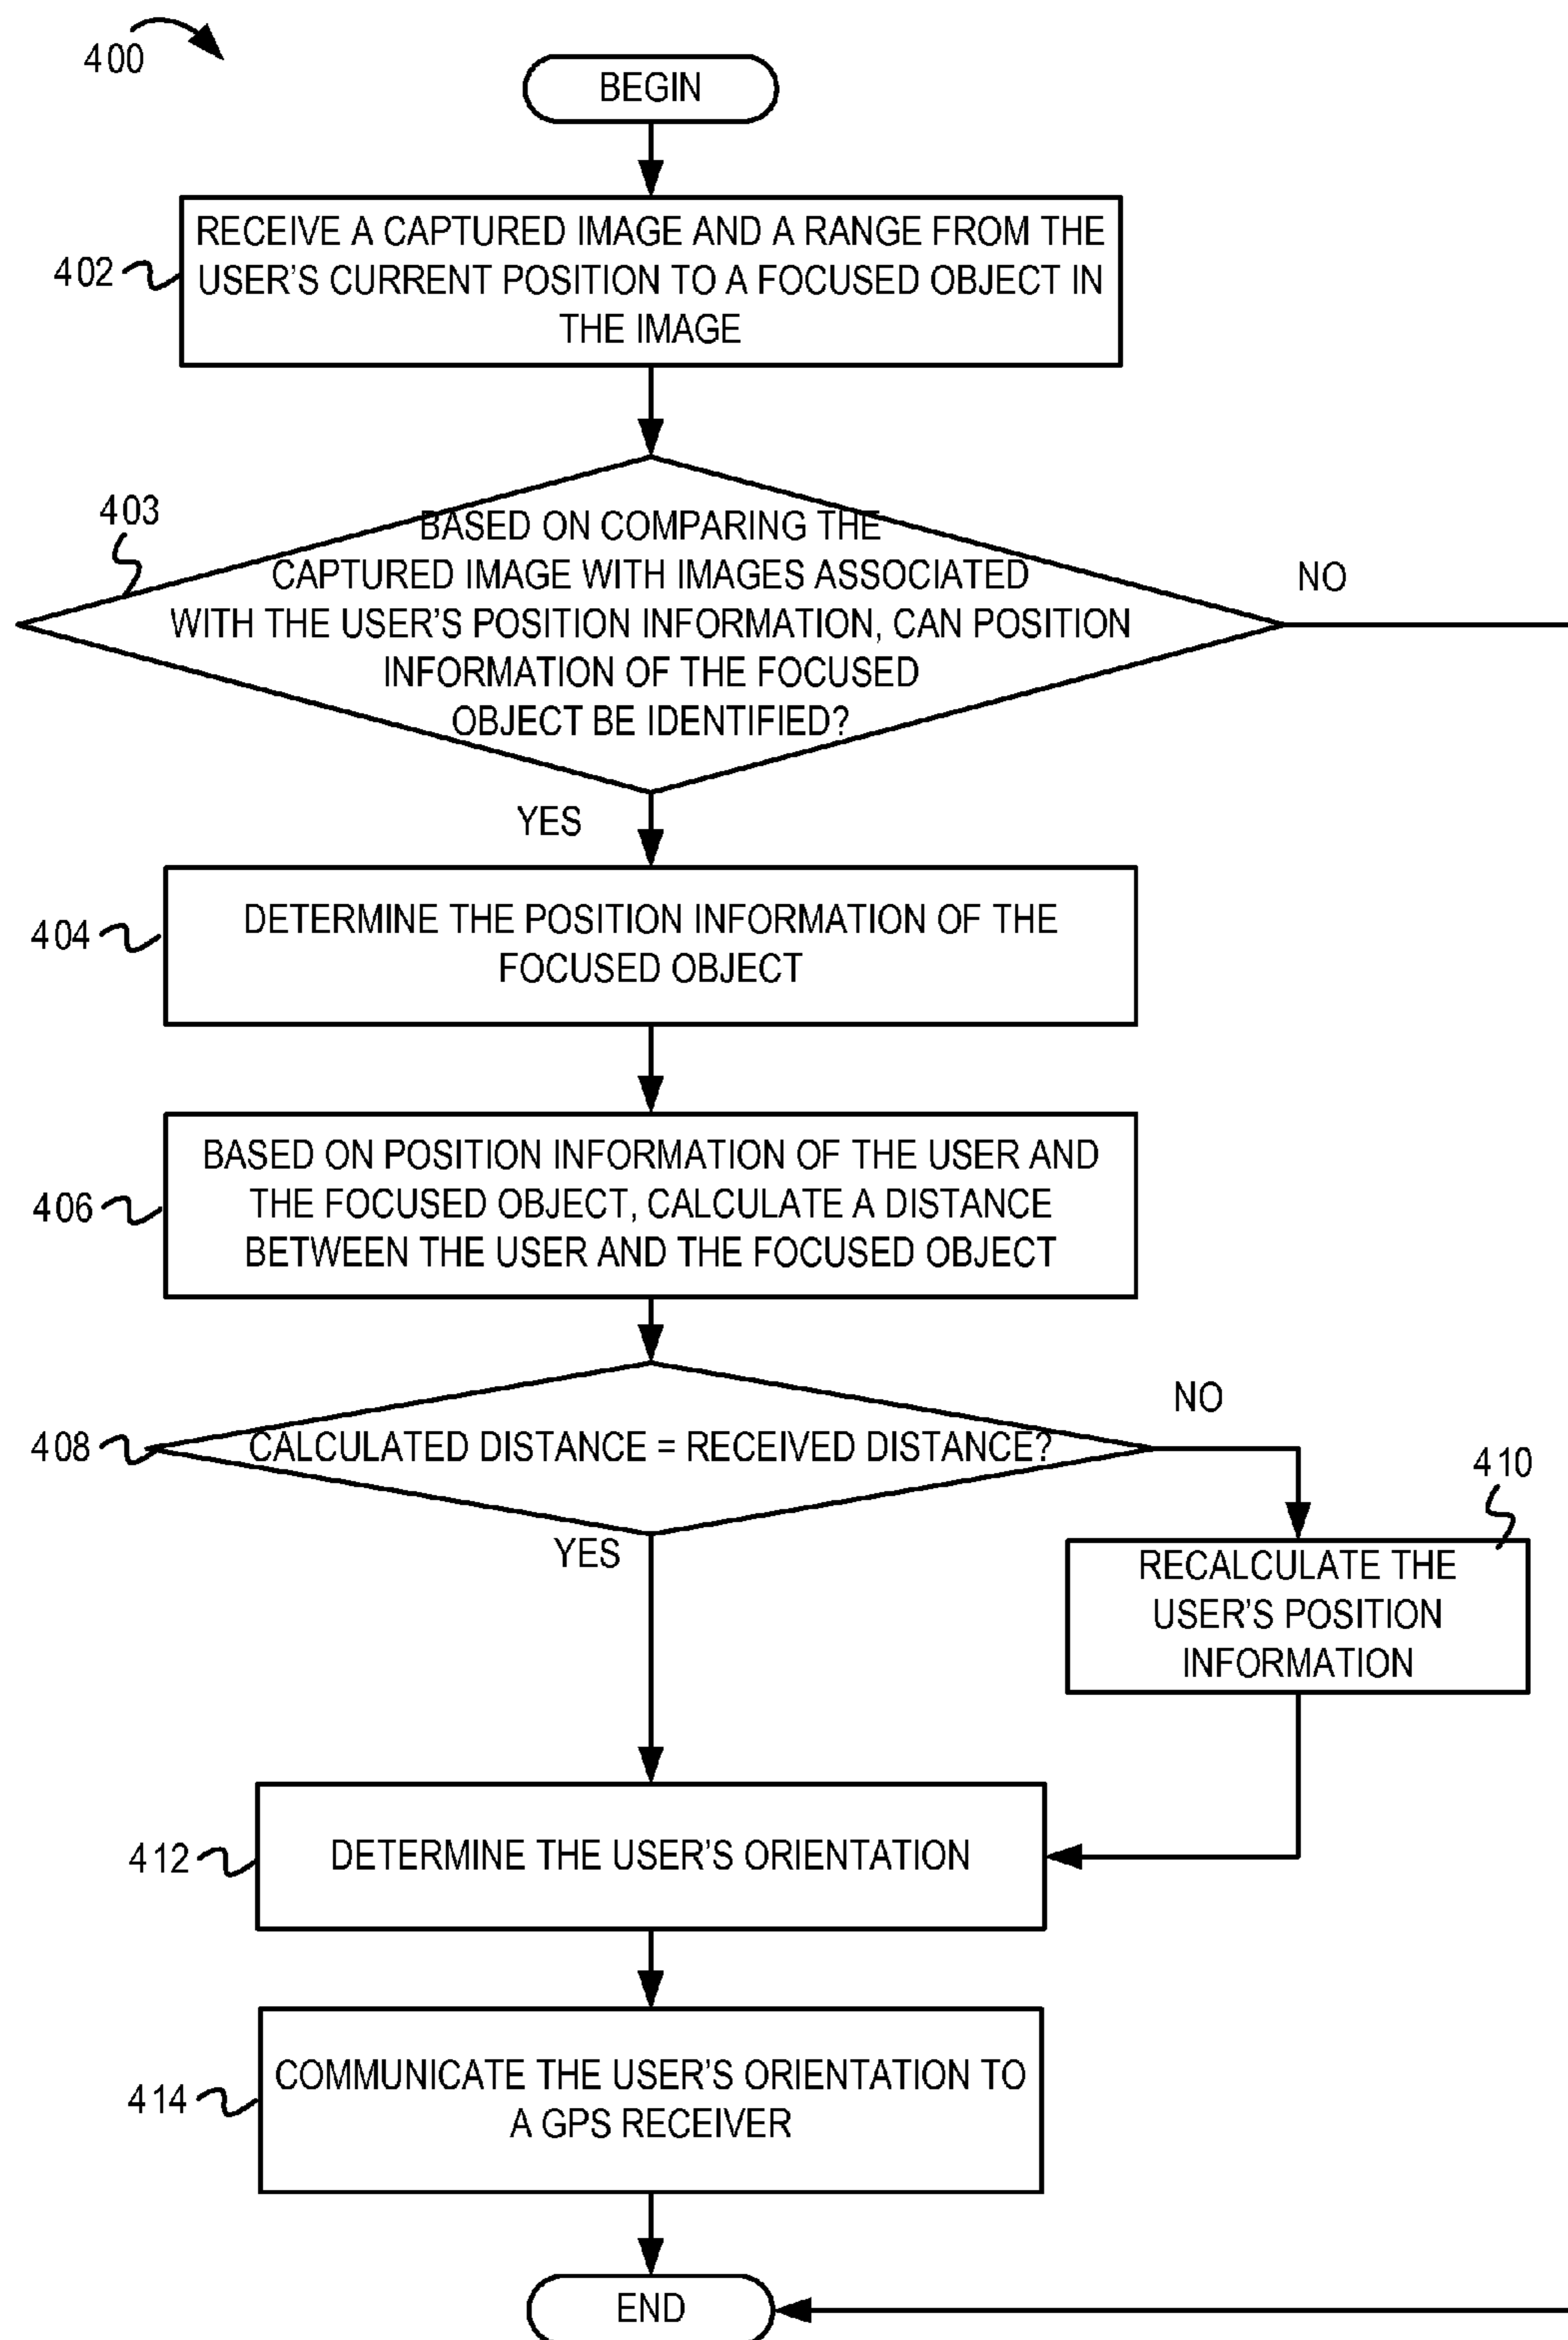 400
BEGIN
RECEIVE A CAPTURED IMAGE AND A RANGE FROM THE
USER'S CURRENT POSITION TO A FOCUSED OBJECT IN
THE IMAGE
402
403
BASED ON COMPARING THE
CAPTURED IMAGE WITH IMAGES ASSOCIATED
WITH THE USER'S POSITION INFORMATION, CAN POSITION
INFORMATION OF THE FOCUSED
OBJECT BE IDENTIFIED?
NO
YES
404
DETERMINE THE POSITION INFORMATION OF THE
FOCUSED OBJECT
406
BASED ON POSITION INFORMATION OF THE USER AND
THE FOCUSED OBJECT, CALCULATE A DISTANCE
BETWEEN THE USER AND THE FOCUSED OBJECT
408
CALCULATED DISTANCE = RECEIVED DISTANCE?
NO
YES
410
RECALCULATE THE
USER'S POSITION
INFORMATION
412
DETERMINE THE USER'S ORIENTATION
414
COMMUNICATE THE USER'S ORIENTATION TO
A GPS RECEIVER
END